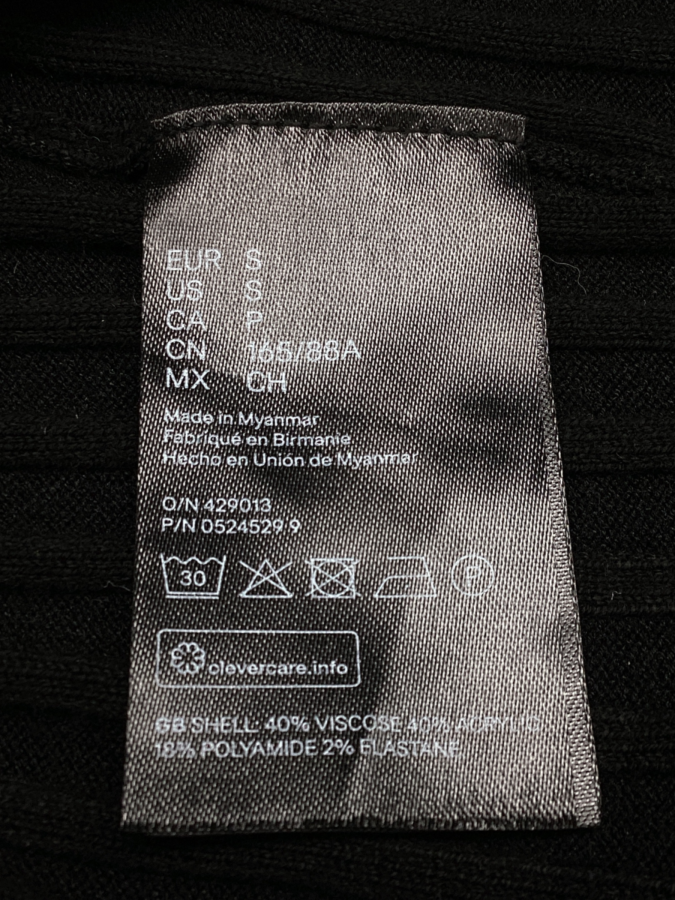 EUR S
US S
CA P
CN 165/88A
MX CH
Made in Myanmar
Fabriqué en Birmanie
Hecho en Unión de Myanmar
O/N 429013
P/N 0524529 9
30
P
clevercare.info
GB SHELL: 40% VISCOSE 40% ACRYLIC
18% POLYAMIDE 2% ELASTANE